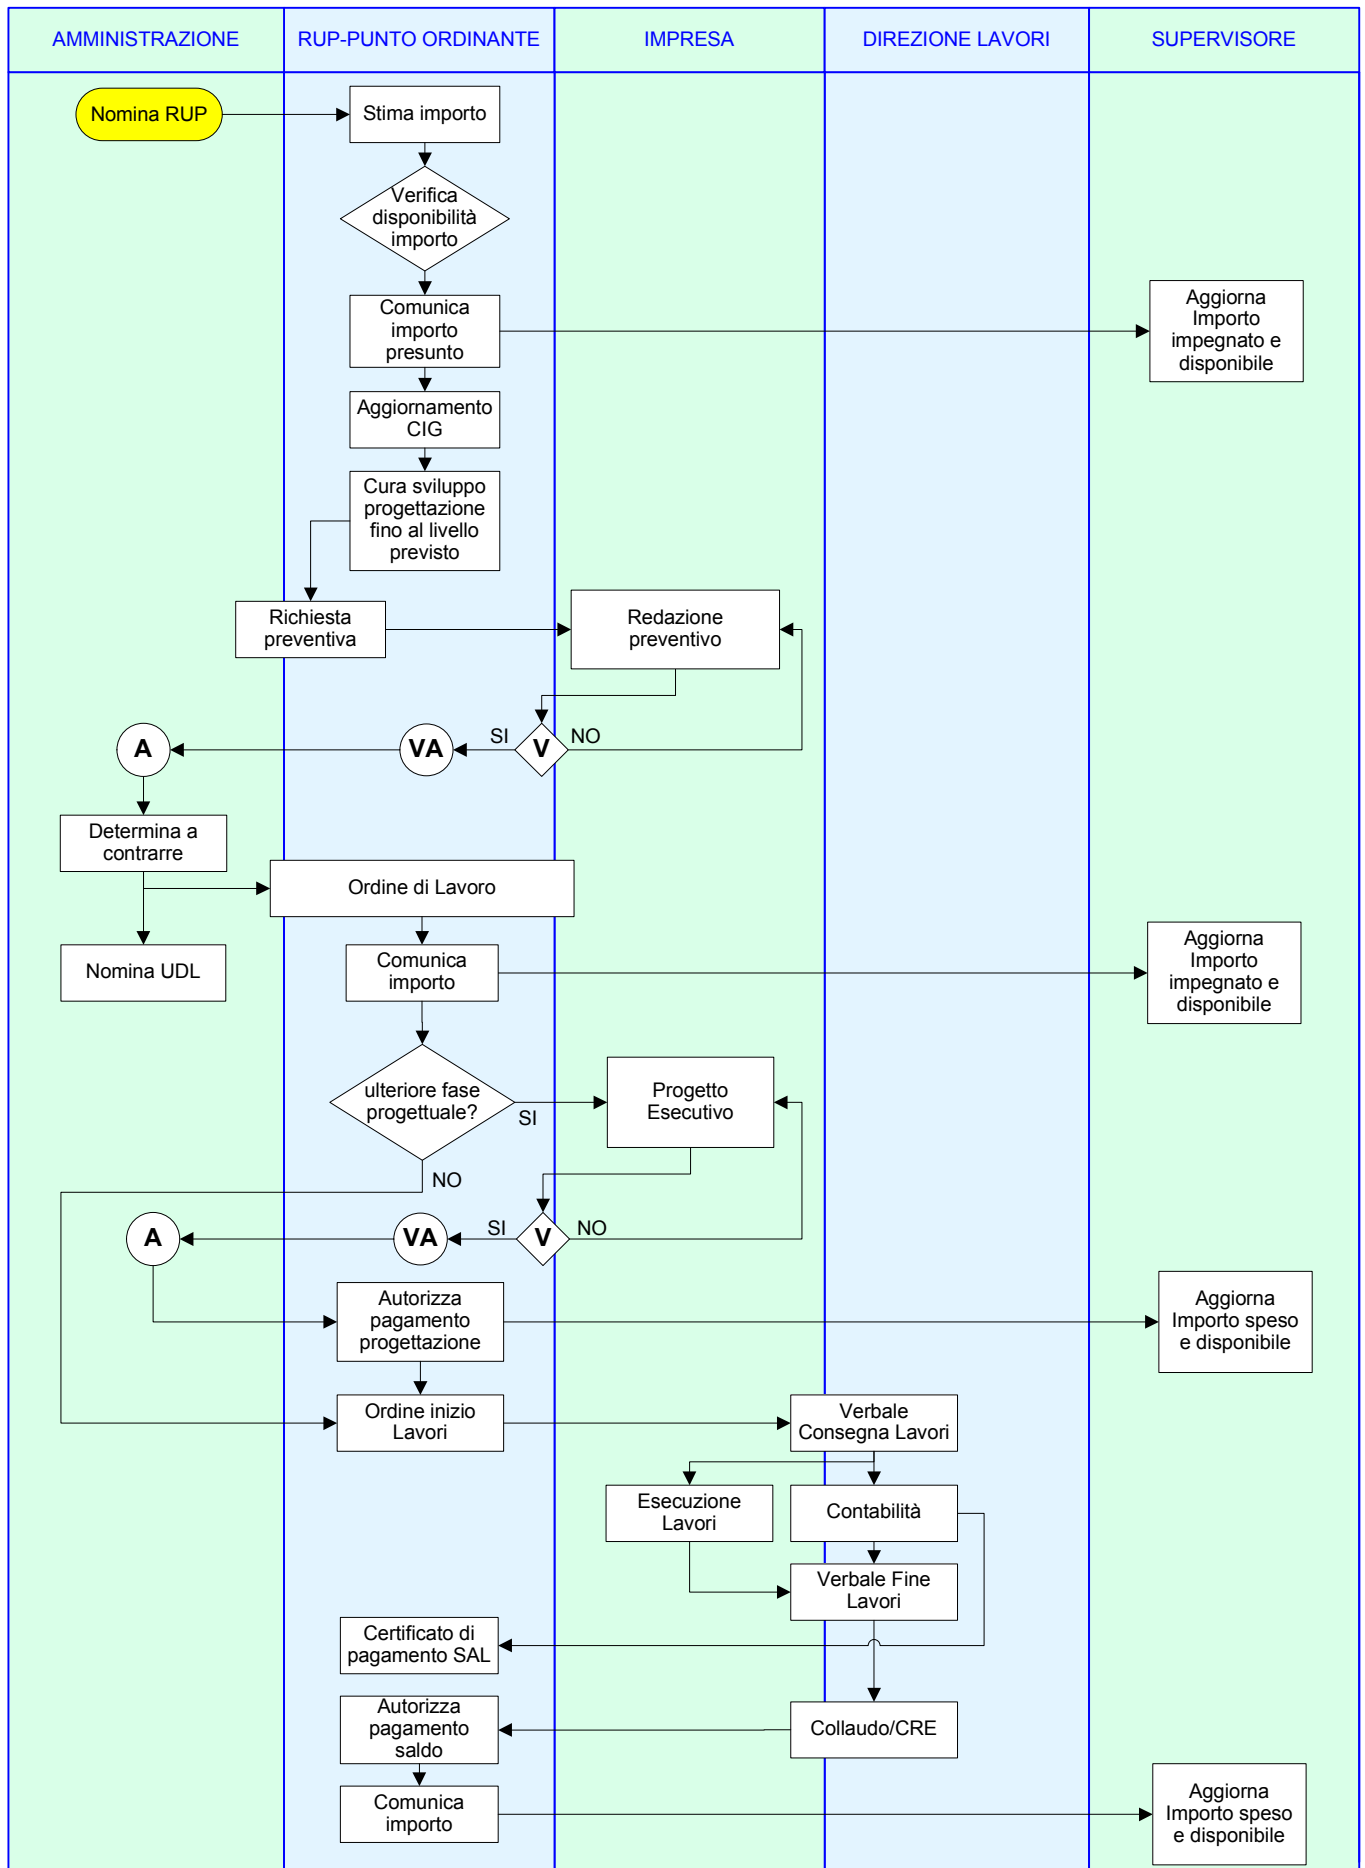 AMMINISTRAZIONE
RUP-PUNTO ORDINANTE
IMPRESA
DIREZIONE LAVORI
SUPERVISORE
Nomina RUP
Stima importo
Verifica
disponibilità
importo
Comunica
importo
presunto
Aggiorna
Importo
impegnato e
disponibile
Aggiornamento
CIG
Cura sviluppo
progettazione
fino al livello
previsto
Richiesta
preventiva
Redazione
preventivo
A
VA
SI
V
NO
Determina a
contrarre
Ordine di Lavoro
Nomina UDL
Comunica
importo
Aggiorna
Importo
impegnato e
disponibile
ulteriore fase
progettuale?
SI
Progetto
Esecutivo
NO
A
VA
SI
V
NO
Autorizza
pagamento
progettazione
Aggiorna
Importo speso
e disponibile
Ordine inizio
Lavori
Verbale
Consegna Lavori
Esecuzione
Lavori
Contabilità
Verbale Fine
Lavori
Certificato di
pagamento SAL
Autorizza
pagamento
saldo
Collaudo/CRE
Comunica
importo
Aggiorna
Importo speso
e disponibile